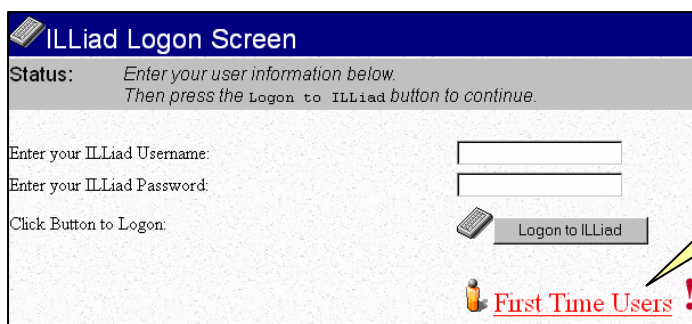 ILLiad Logon Screen
Status: Enter your user information below.
Then press the Logon to ILLiad button to continue.
Enter your ILLiad Username:
Enter your ILLiad Password:
Click Button to Logon: Logon to ILLiad
First Time Users !